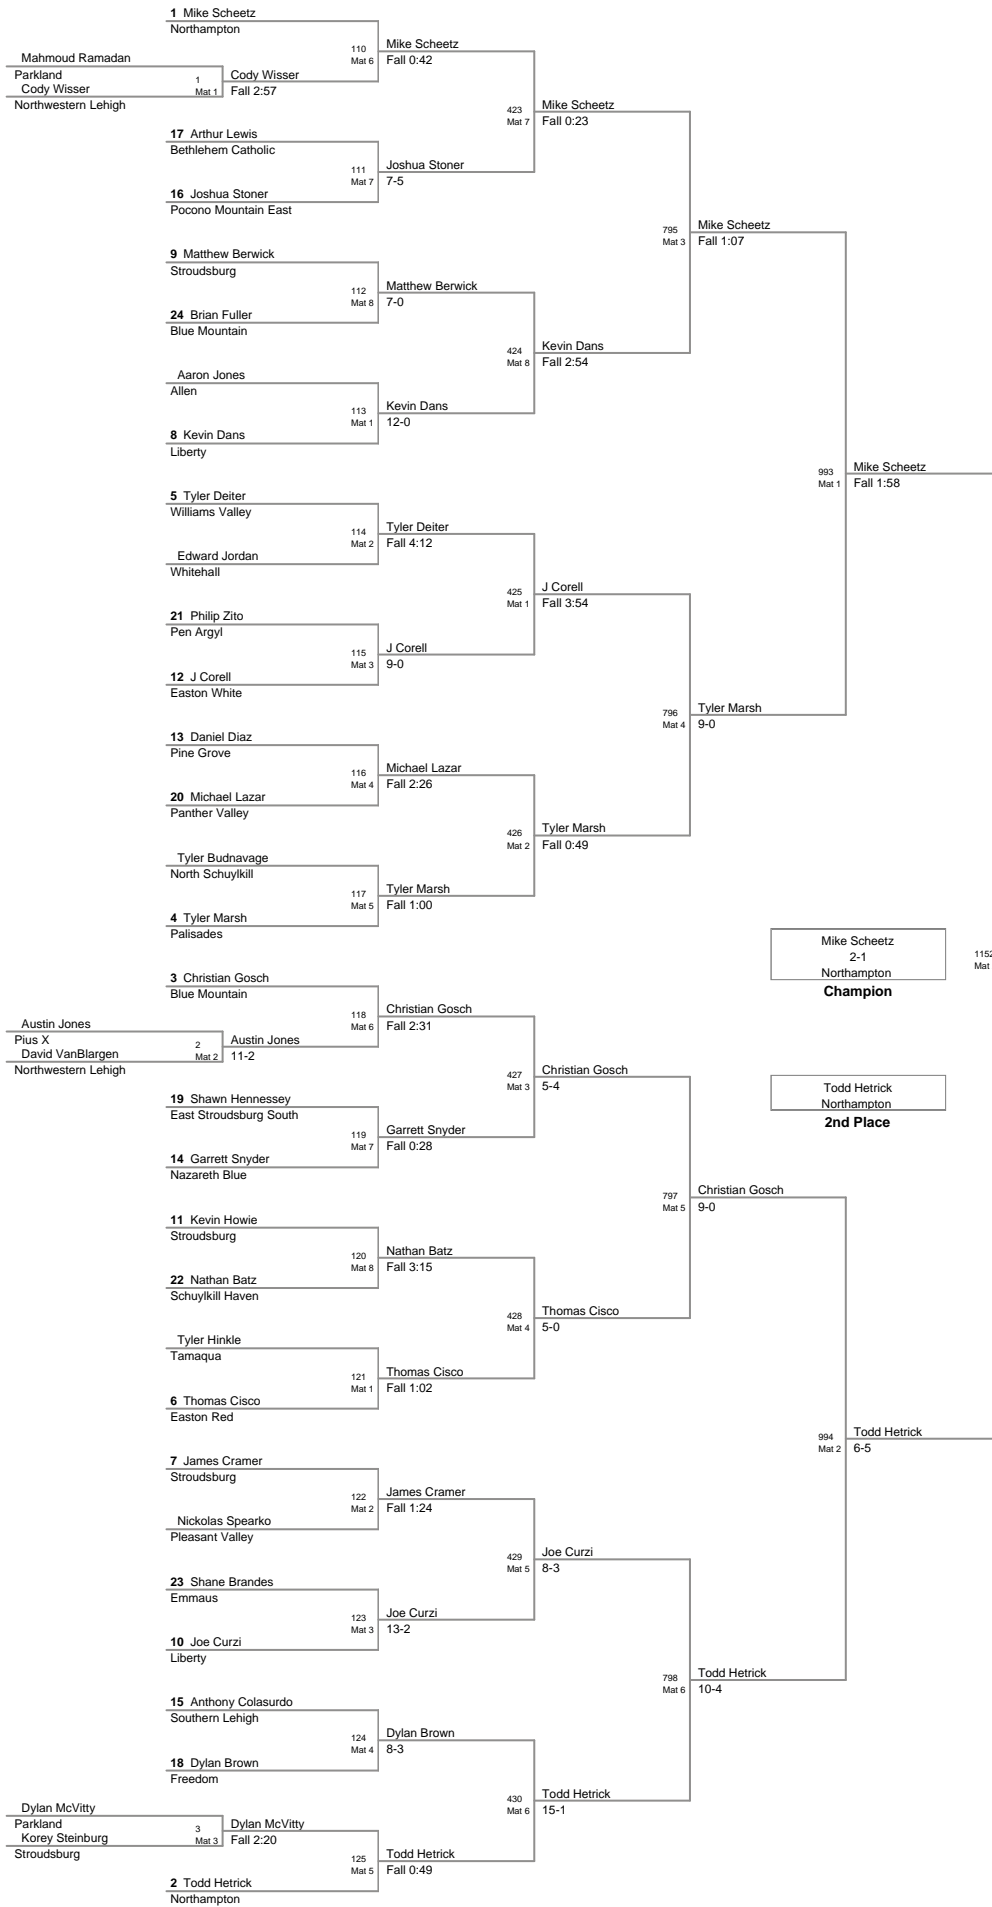 1 Mike Scheetz
Northampton
110
Mat 6
Mike Scheetz
Fall 0:42
Mahmoud Ramadan
Parkland
Cody Wisser
Northwestern Lehigh
1
Mat 1
Cody Wisser
Fall 2:57
423
Mat 7
Mike Scheetz
Fall 0:23
17 Arthur Lewis
Bethlehem Catholic
111
Mat 7
Joshua Stoner
7-5
16 Joshua Stoner
Pocono Mountain East
795
Mat 3
Mike Scheetz
Fall 1:07
9 Matthew Berwick
Stroudsburg
112
Mat 8
Matthew Berwick
7-0
24 Brian Fuller
Blue Mountain
424
Mat 8
Kevin Dans
Fall 2:54
Aaron Jones
Allen
113
Mat 1
Kevin Dans
12-0
8 Kevin Dans
Liberty
993
Mat 1
Mike Scheetz
Fall 1:58
5 Tyler Deiter
Williams Valley
114
Mat 2
Tyler Deiter
Fall 4:12
Edward Jordan
Whitehall
425
Mat 1
J Corell
Fall 3:54
21 Philip Zito
Pen Argyl
115
Mat 3
J Corell
9-0
12 J Corell
Easton White
796
Mat 4
Tyler Marsh
9-0
13 Daniel Diaz
Pine Grove
116
Mat 4
Michael Lazar
Fall 2:26
20 Michael Lazar
Panther Valley
426
Mat 2
Tyler Marsh
Fall 0:49
Tyler Budnavage
North Schuylkill
117
Mat 5
Tyler Marsh
Fall 1:00
4 Tyler Marsh
Palisades
Mike Scheetz
2-1
Northampton
Champion
1152
Mat
3 Christian Gosch
Blue Mountain
118
Mat 6
Christian Gosch
Fall 2:31
Austin Jones
Pius X
David VanBlargen
Northwestern Lehigh
2
Mat 2
Austin Jones
11-2
427
Mat 3
Christian Gosch
5-4
Todd Hetrick
Northampton
2nd Place
19 Shawn Hennessey
East Stroudsburg South
119
Mat 7
Garrett Snyder
Fall 0:28
14 Garrett Snyder
Nazareth Blue
797
Mat 5
Christian Gosch
9-0
11 Kevin Howie
Stroudsburg
120
Mat 8
Nathan Batz
Fall 3:15
22 Nathan Batz
Schuylkill Haven
428
Mat 4
Thomas Cisco
5-0
Tyler Hinkle
Tamaqua
121
Mat 1
Thomas Cisco
Fall 1:02
6 Thomas Cisco
Easton Red
994
Mat 2
Todd Hetrick
6-5
7 James Cramer
Stroudsburg
122
Mat 2
James Cramer
Fall 1:24
Nickolas Spearko
Pleasant Valley
429
Mat 5
Joe Curzi
8-3
23 Shane Brandes
Emmaus
123
Mat 3
Joe Curzi
13-2
10 Joe Curzi
Liberty
798
Mat 6
Todd Hetrick
10-4
15 Anthony Colasurdo
Southern Lehigh
124
Mat 4
Dylan Brown
8-3
18 Dylan Brown
Freedom
430
Mat 6
Todd Hetrick
15-1
Dylan McVitty
Parkland
Korey Steinburg
Stroudsburg
3
Mat 3
Dylan McVitty
Fall 2:20
125
Mat 5
Todd Hetrick
Fall 0:49
2 Todd Hetrick
Northampton